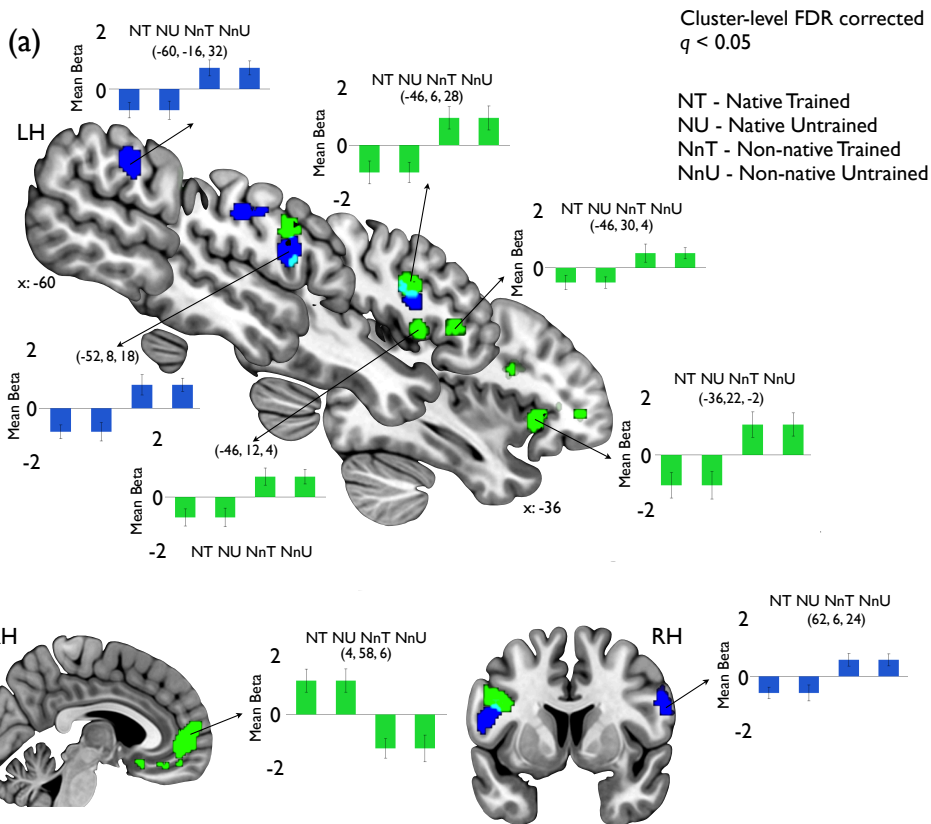 (a)
Cluster-level FDR corrected
q < 0.05
NT - Native Trained
NU - Native Untrained
NnT - Non-native Trained
NnU - Non-native Untrained
2
NT NU NnT NnU
(-60, -16, 32)
Mean Beta
0
LH
2
NT NU NnT NnU
(-46, 6, 28)
Mean Beta
0
-2
2
NT NU NnT NnU
(-46, 30, 4)
Mean Beta
0
-2
x: -60
2
(-52, 8, 18)
Mean Beta
0
-2
2
(-46, 12, 4)
Mean Beta
0
-2
NT NU NnT NnU
NT NU NnT NnU
(-36,22, -2)
2
Mean Beta
0
-2
x: -36
2
NT NU NnT NnU
(4, 58, 6)
Mean Beta
0
-2
RH
2
NT NU NnT NnU
(62, 6, 24)
Mean Beta
0
-2